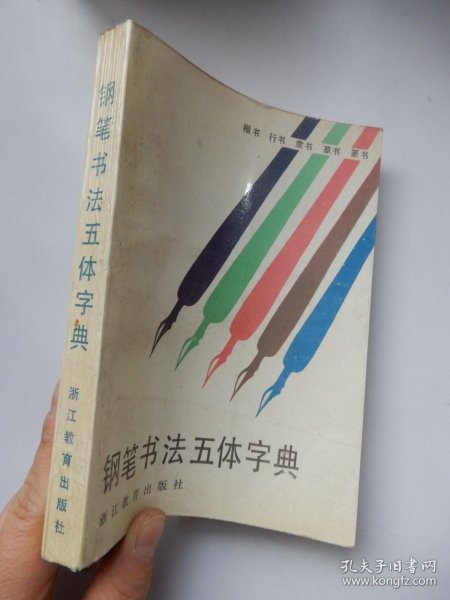 钢笔书法五体字典
浙江教育出版社
楷书 行书 隶书 草书 篆书
钢笔书法五体字典
浙江教育出版社
孔夫子旧书网
www.kongfz.com